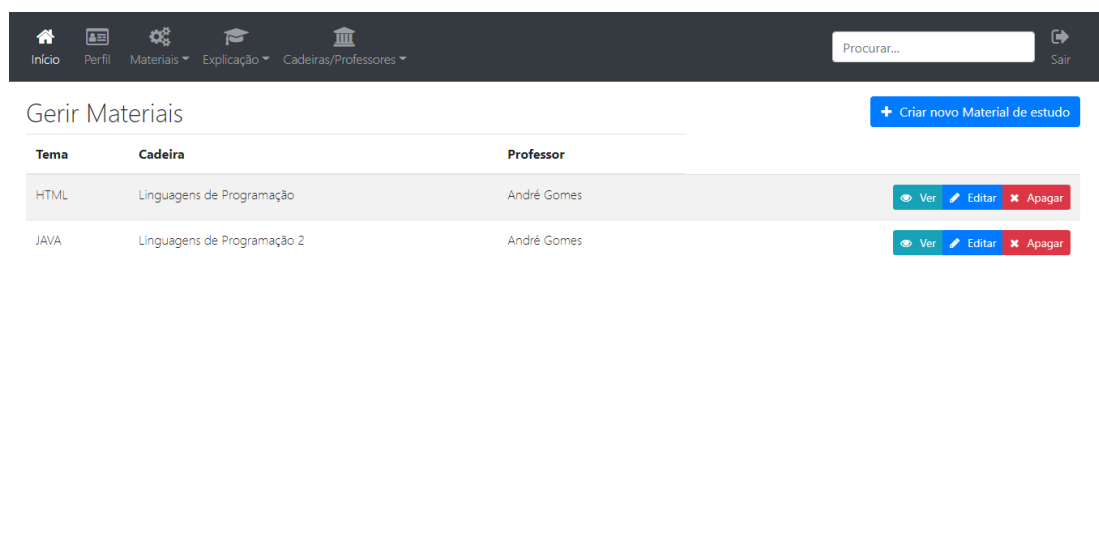 Início Perfil Materiais Explicação Cadeiras/Professores Procurar... Sair
Gerir Materiais Criar novo Material de estudo
Tema Cadeira Professor
HTML Linguagens de Programação André Gomes Ver Editar Apagar
JAVA Linguagens de Programação 2 André Gomes Ver Editar Apagar